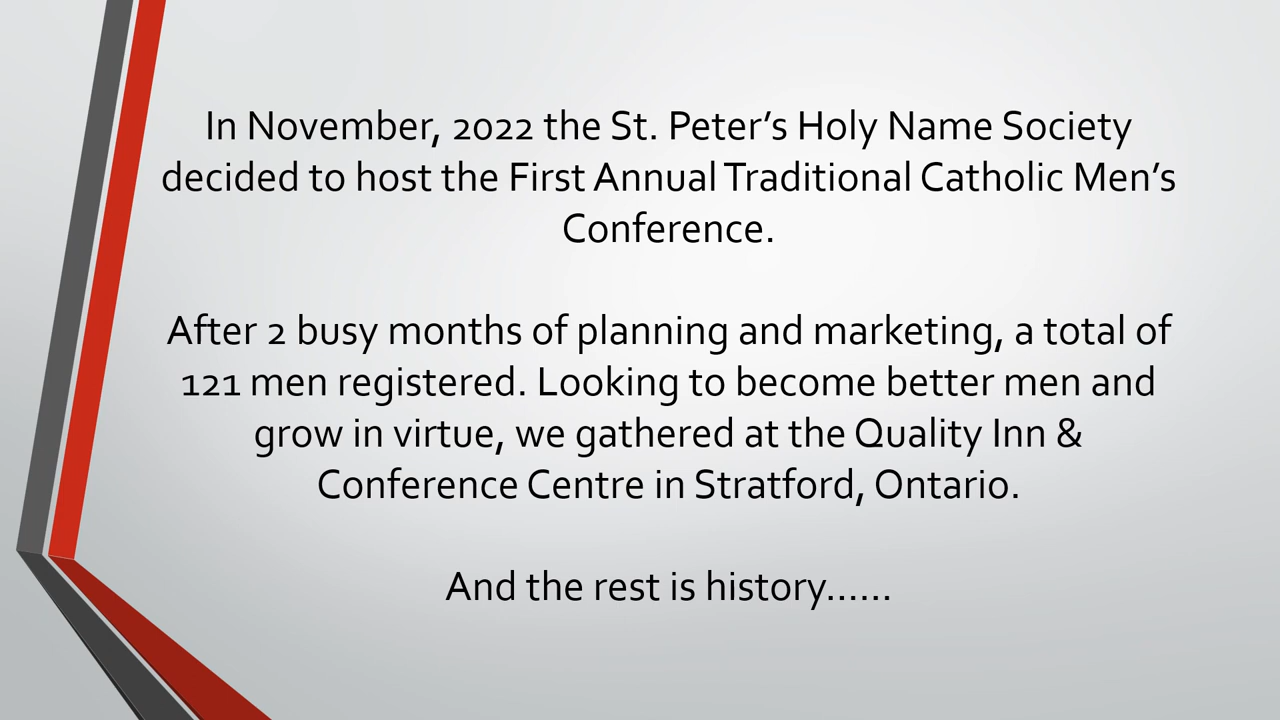 In November, 2022 the St. Peter’s Holy Name Society
decided to host the First Annual Traditional Catholic Men’s
Conference.
After 2 busy months of planning and marketing, a total of
121 men registered. Looking to become better men and
grow in virtue, we gathered at the Quality Inn &
Conference Centre in Stratford, Ontario.
And the rest is history......